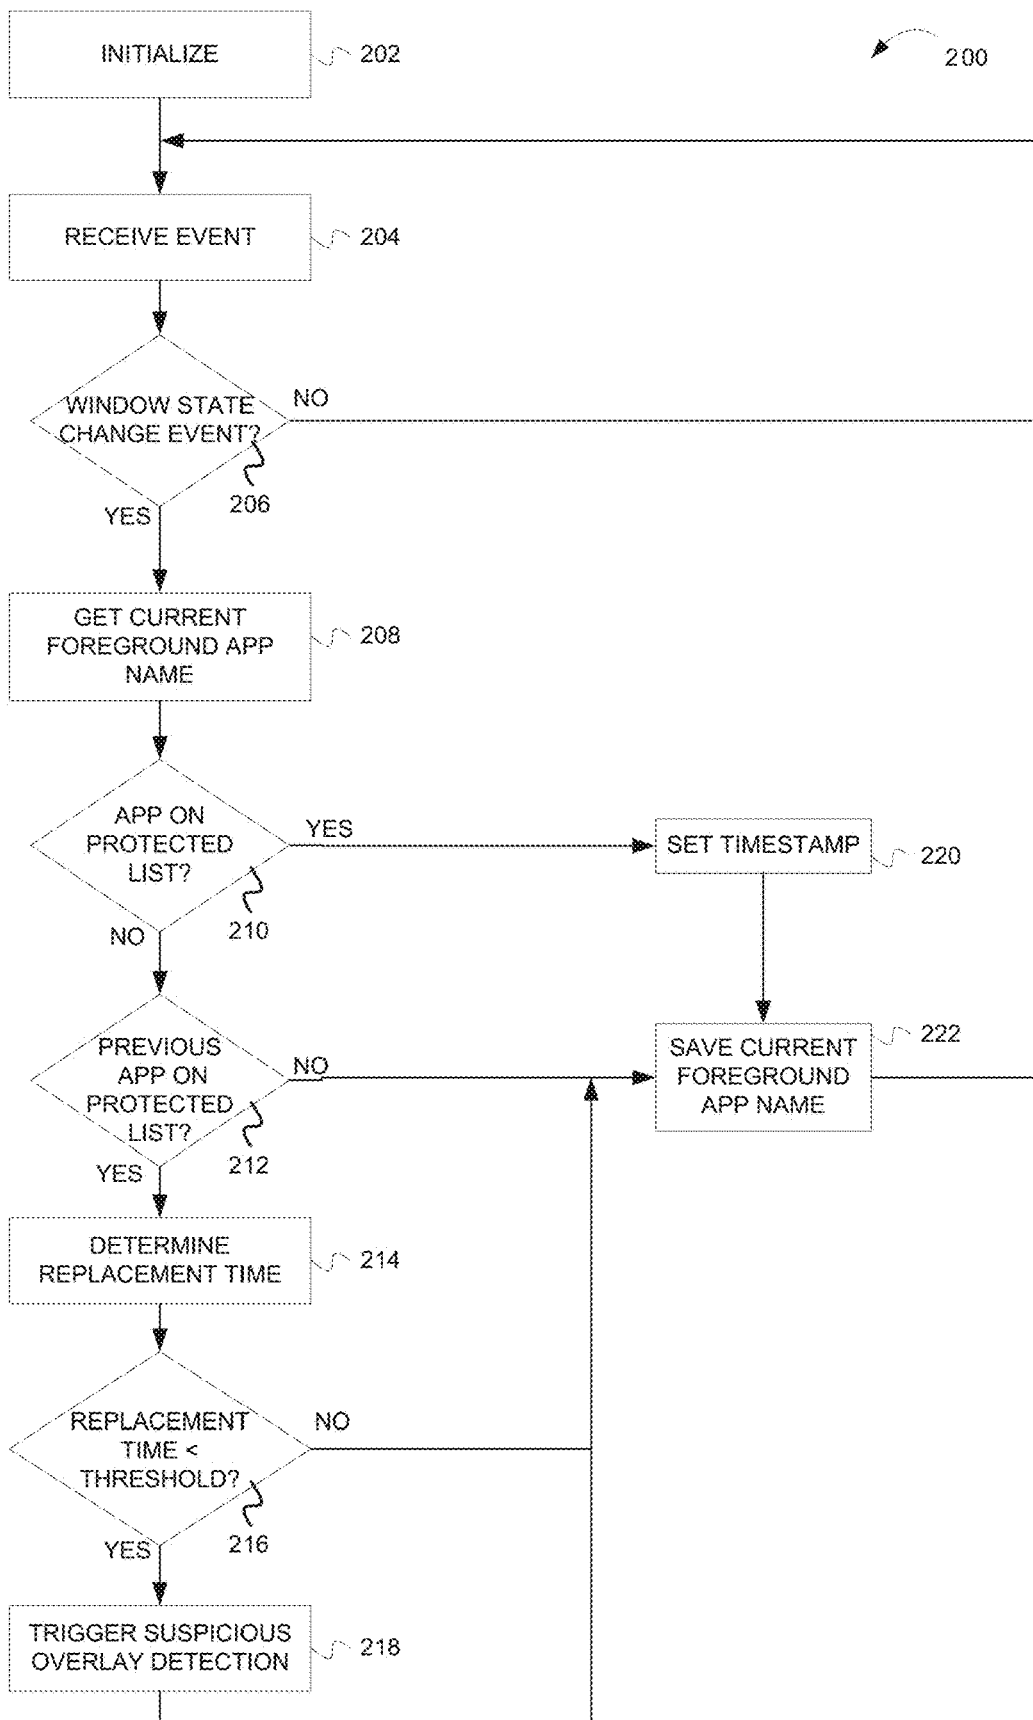 INITIALIZE
202
200
RECEIVE EVENT
204
WINDOW STATE
CHANGE EVENT?
NO
206
YES
GET CURRENT
FOREGROUND APP
NAME
208
APP ON
PROTECTED
LIST?
YES
210
NO
SET TIMESTAMP
220
PREVIOUS
APP ON
PROTECTED
LIST?
NO
212
YES
SAVE CURRENT
FOREGROUND
APP NAME
222
DETERMINE
REPLACEMENT TIME
214
REPLACEMENT
TIME <
THRESHOLD?
NO
216
YES
TRIGGER SUSPICIOUS
OVERLAY DETECTION
218